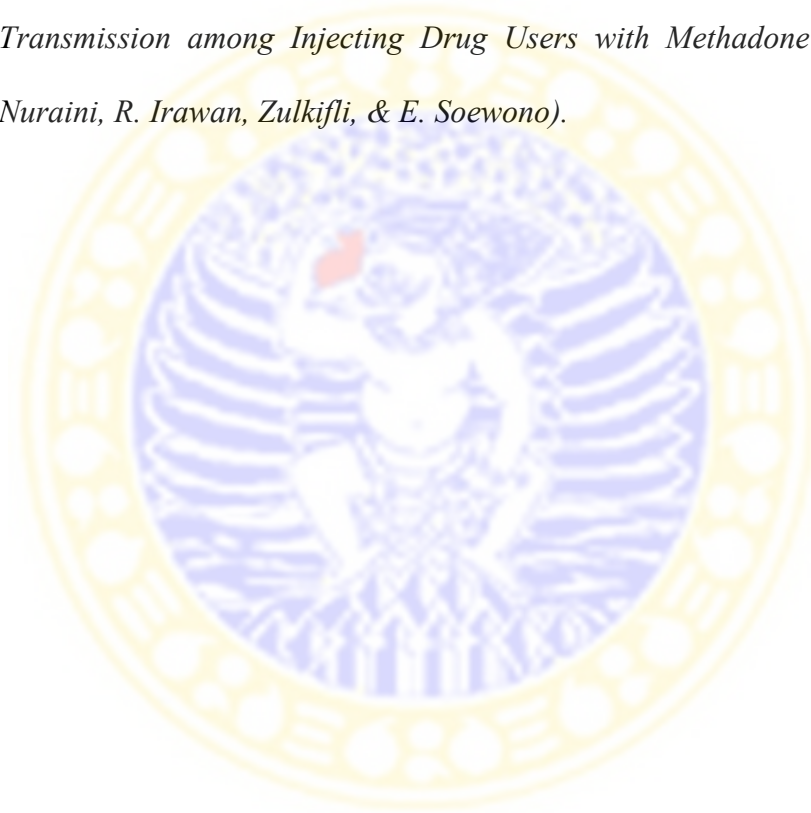 Transmission among Injecting Drug Users with Methadone
Nuraini, R. Irawan, Zulkifli, & E. Soewono).